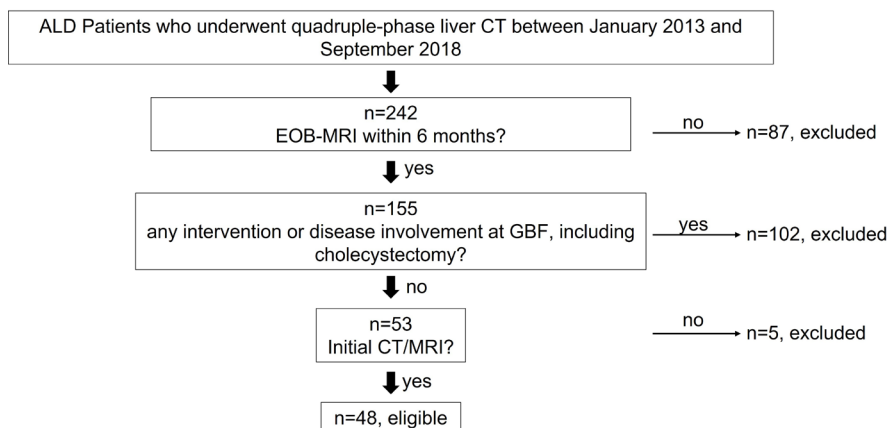 ALD Patients who underwent quadruple-phase liver CT between January 2013 and
September 2018
n=242
EOB-MRI within 6 months?
no
n=87, excluded
yes
n=155
any intervention or disease involvement at GBF, including
cholecystectomy?
yes
n=102, excluded
no
n=53
Initial CT/MRI?
no
n=5, excluded
yes
n=48, eligible